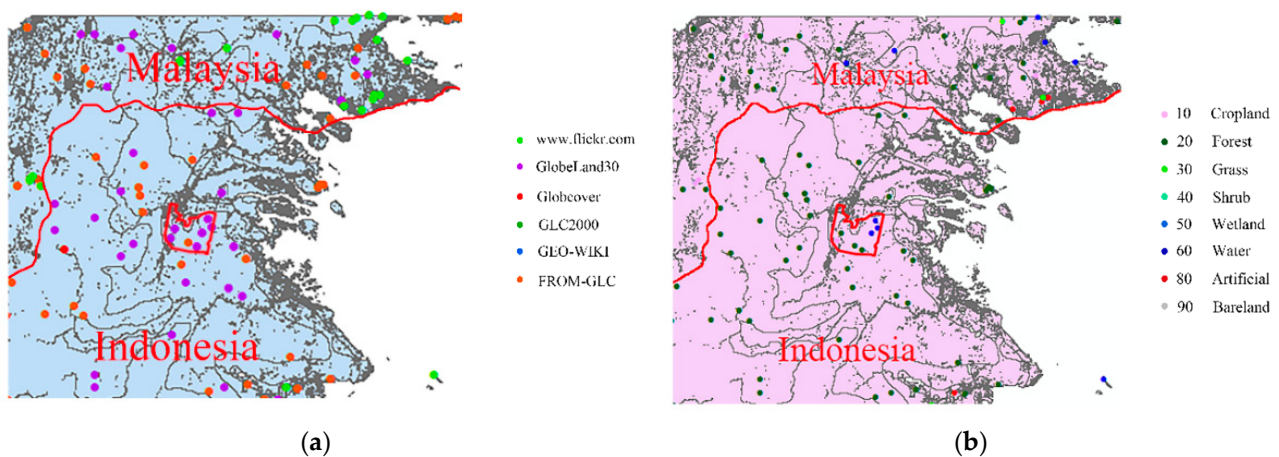 Malaysia
Indonesia
www.flickr.com
GlobeLand30
Globcover
GLC2000
GEO-WIKI
FROM-GLC
(a)
Malaysia
Indonesia
10 Cropland
20 Forest
30 Grass
40 Shrub
50 Wetland
60 Water
80 Artificial
90 Bareland
(b)